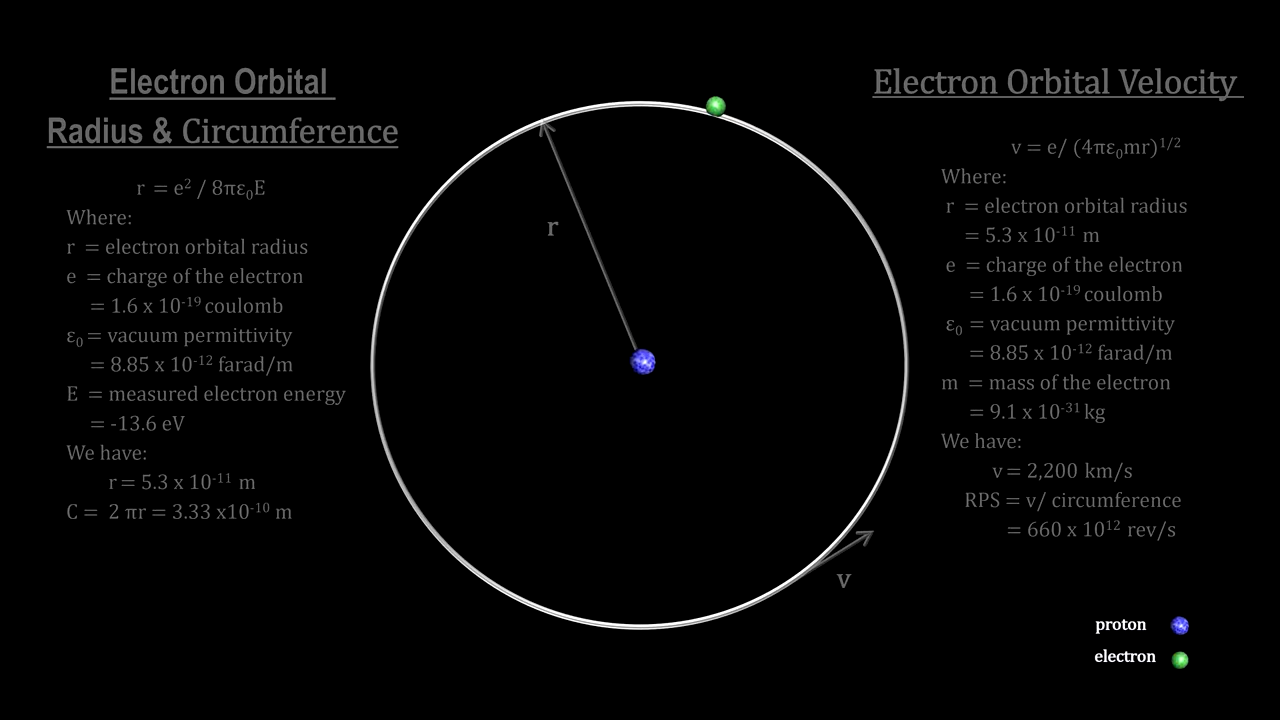 Electron Orbital
Radius & Circumference
r = e² / 8πε₀E
Where:
r = electron orbital radius
e = charge of the electron
= 1.6 x 10⁻¹⁹ coulomb
ε₀ = vacuum permittivity
= 8.85 x 10⁻¹² farad/m
E = measured electron energy
= -13.6 eV
We have:
r = 5.3 x 10⁻¹¹ m
C = 2 πr = 3.33 x10⁻¹⁰ m
r
v
Electron Orbital Velocity
v = e/ (4πε₀mr)¹/²
Where:
r = electron orbital radius
= 5.3 x 10⁻¹¹ m
e = charge of the electron
= 1.6 x 10⁻¹⁹ coulomb
ε₀ = vacuum permittivity
= 8.85 x 10⁻¹² farad/m
m = mass of the electron
= 9.1 x 10⁻³¹ kg
We have:
v = 2,200 km/s
RPS = v/ circumference
= 660 x 10¹² rev/s
proton
electron